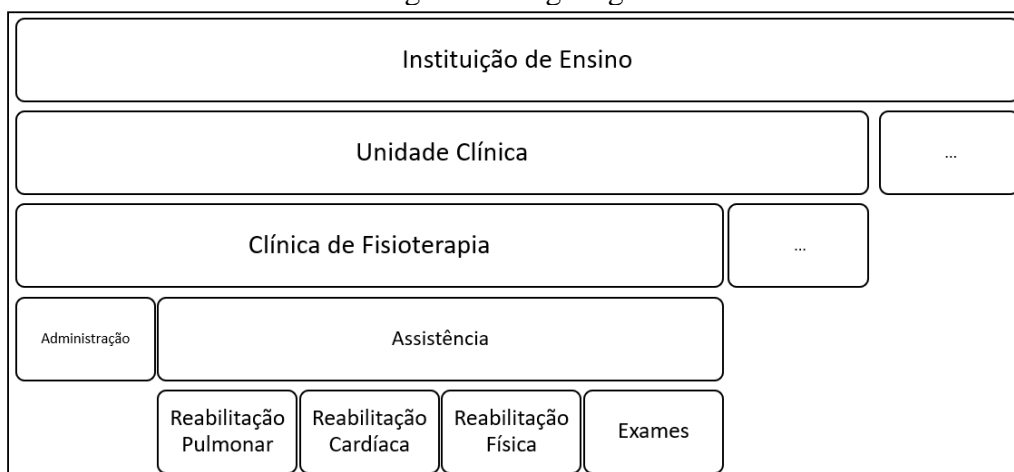 Instituição de Ensino
Unidade Clínica
...
Clínica de Fisioterapia
...
Administração
Assistência
Reabilitação
Pulmonar
Reabilitação
Cardíaca
Reabilitação
Física
Exames